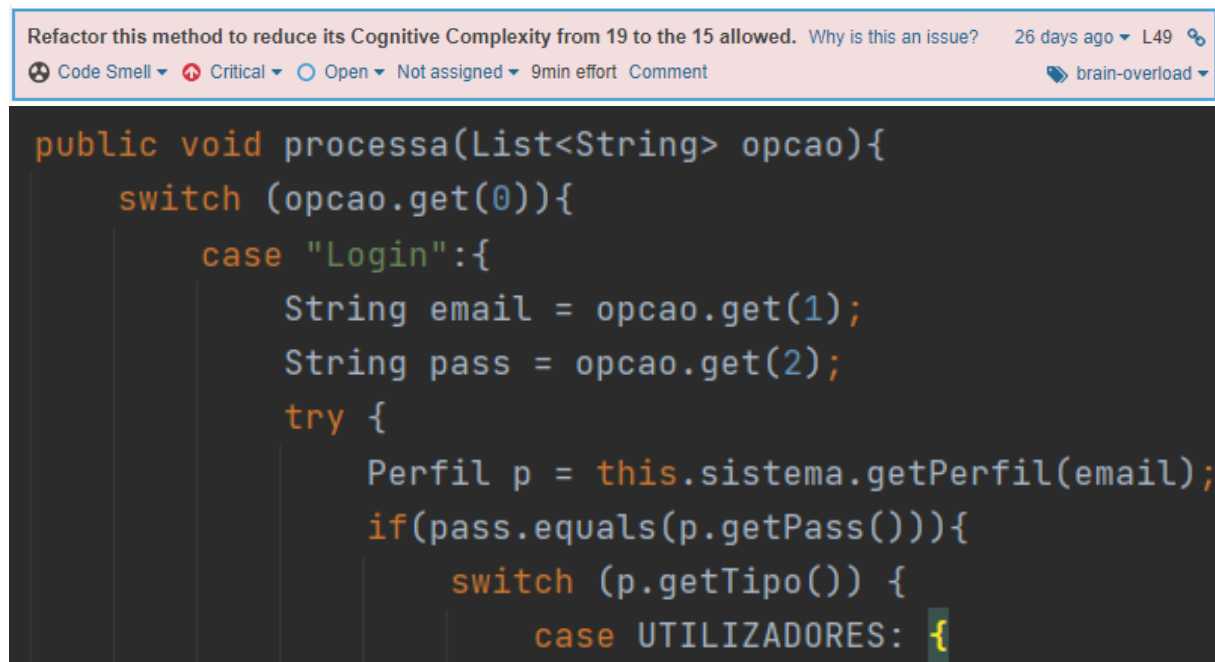 Refactor this method to reduce its Cognitive Complexity from 19 to the 15 allowed. Why is this an issue? 26 days ago L49
Code Smell Critical Open Not assigned 9min effort Comment brain-overload
public void processa(List<String> opcao){
switch (opcao.get(0)){
case "Login":{
String email = opcao.get(1);
String pass = opcao.get(2);
try {
Perfil p = this.sistema.getPerfil(email);
if(pass.equals(p.getPass())){
switch (p.getTipo()) {
case UTILIZADORES: {